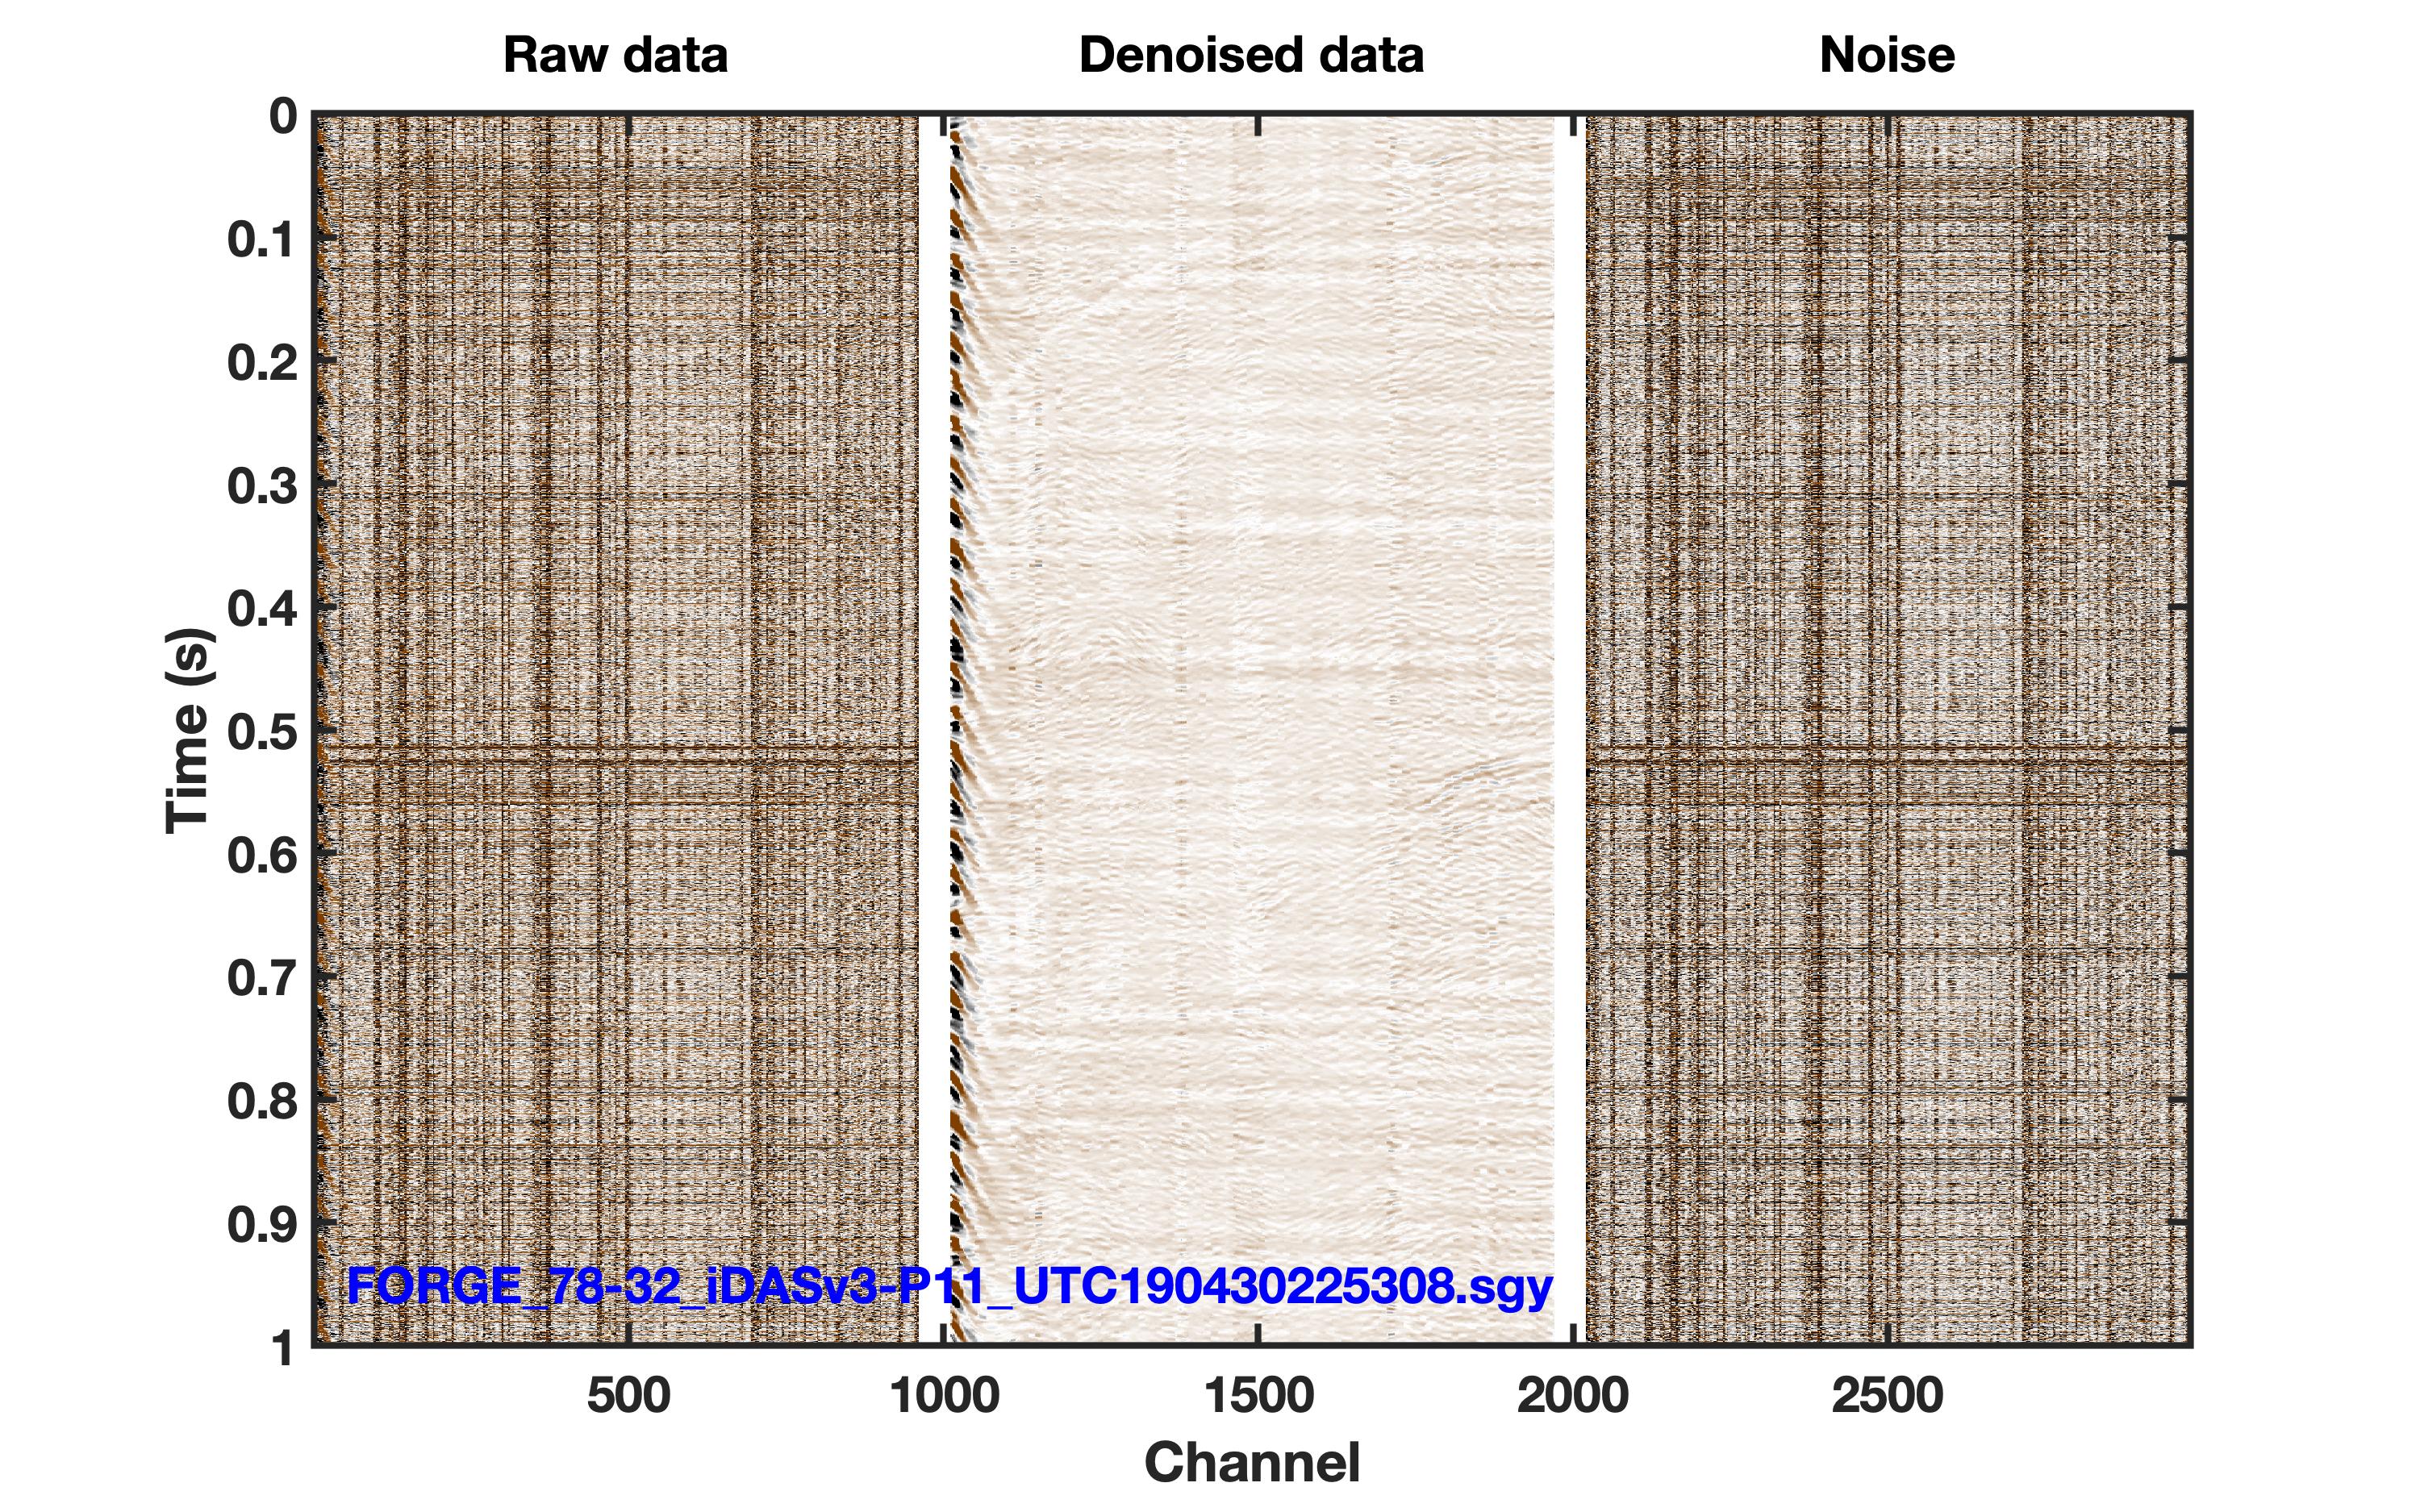 Raw data
Denoised data
Noise
0
0.1
0.2
0.3
0.4
0.5
0.6
0.7
0.8
0.9
1
Time (s)
FORGE_78-32_iDASv3-P11_UTC190430225308.sgy
500
1000
1500
2000
2500
Channel